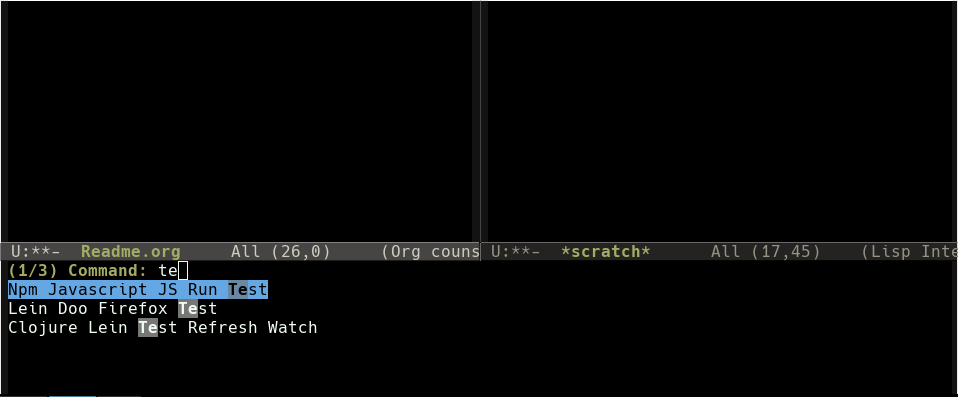 U:**-  Readme.org     All (26,0)     (Org couns
U:**-  *scratch*      All (17,45)    (Lisp Inte
(1/3) Command: te
Npm Javascript JS Run Test
Lein Doo Firefox Test
Clojure Lein Test Refresh Watch